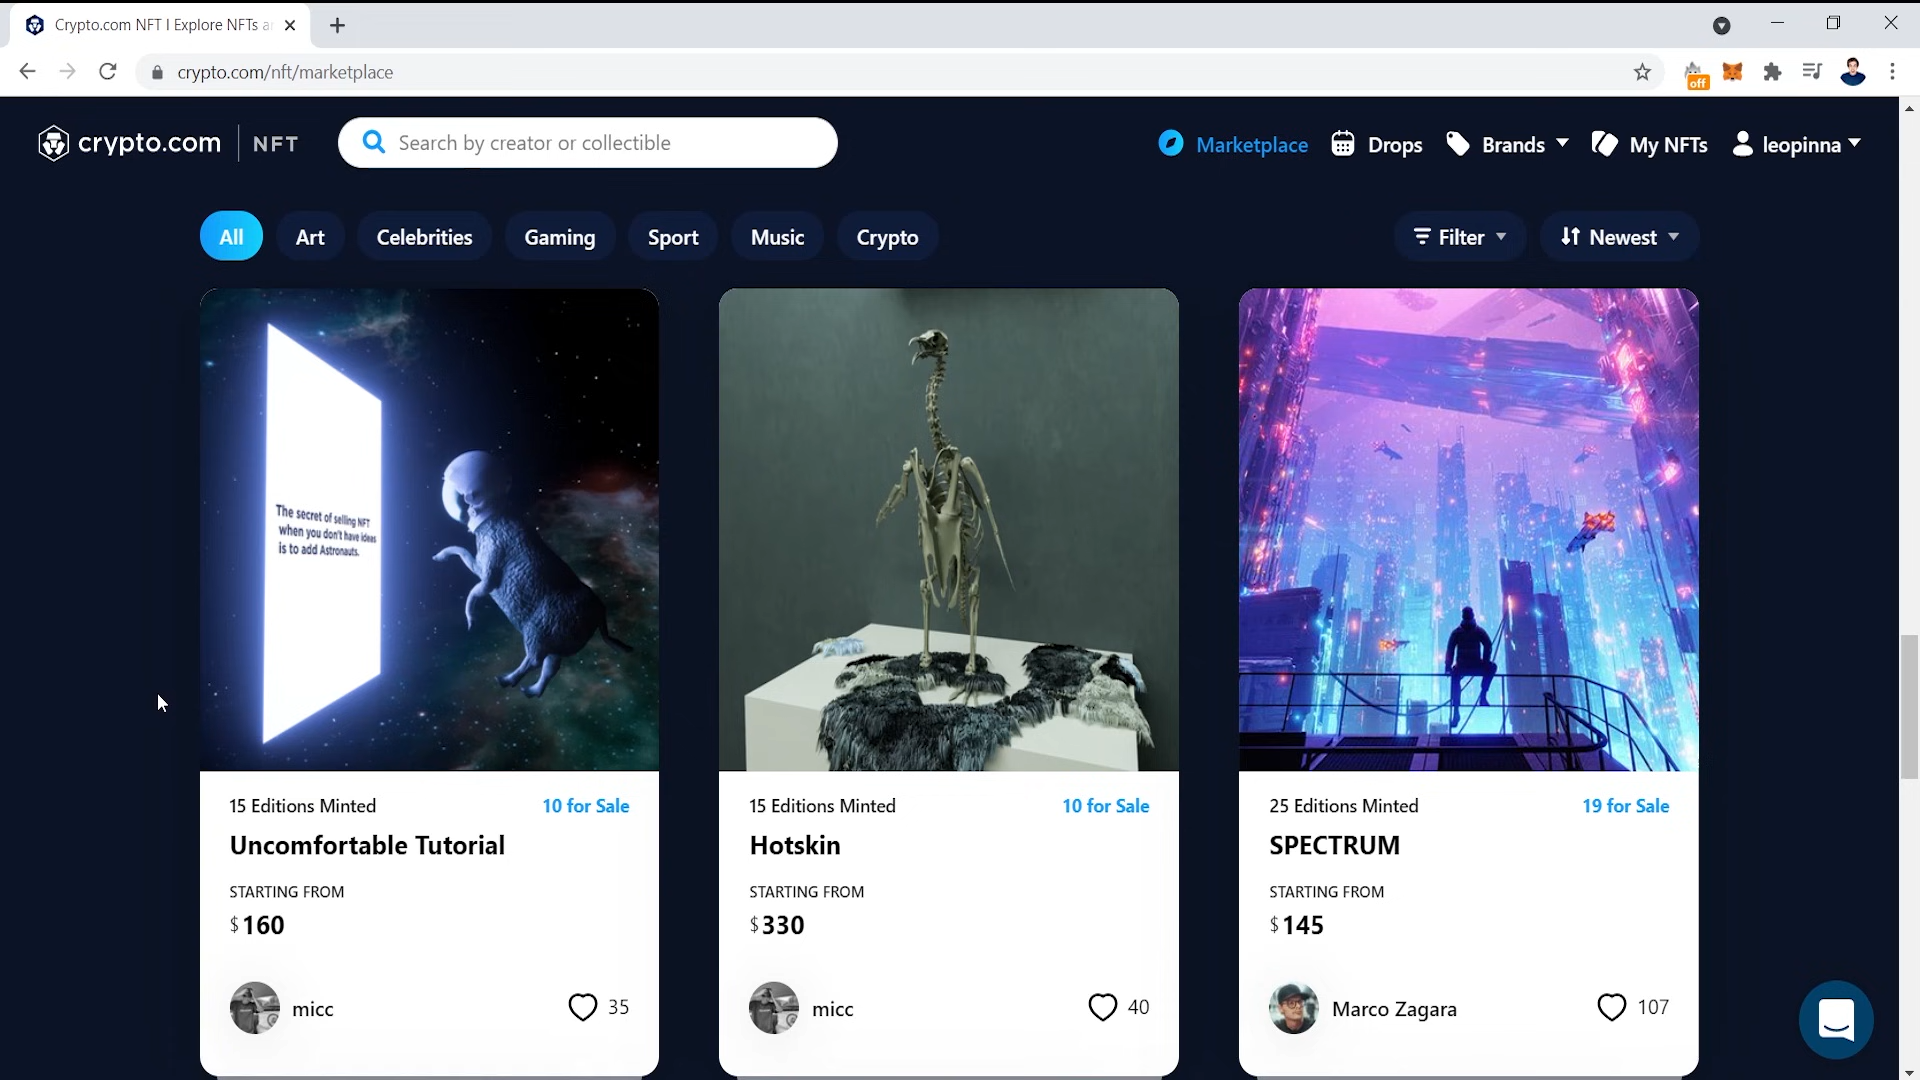 Crypto.com NFT | Explore NFTs a
crypto.com/nft/marketplace
off
crypto.com NFT
Search by creator or collectible
Marketplace
Drops
Brands
My NFTs
leopinna
All
Art
Celebrities
Gaming
Sport
Music
Crypto
Filter
Newest
The secret of selling NFT
when you don't have ideas
is to add Astronauts.
15 Editions Minted
10 for Sale
Uncomfortable Tutorial
STARTING FROM
$160
micc
35
15 Editions Minted
10 for Sale
Hotskin
STARTING FROM
$330
micc
40
25 Editions Minted
19 for Sale
SPECTRUM
STARTING FROM
$145
Marco Zagara
107